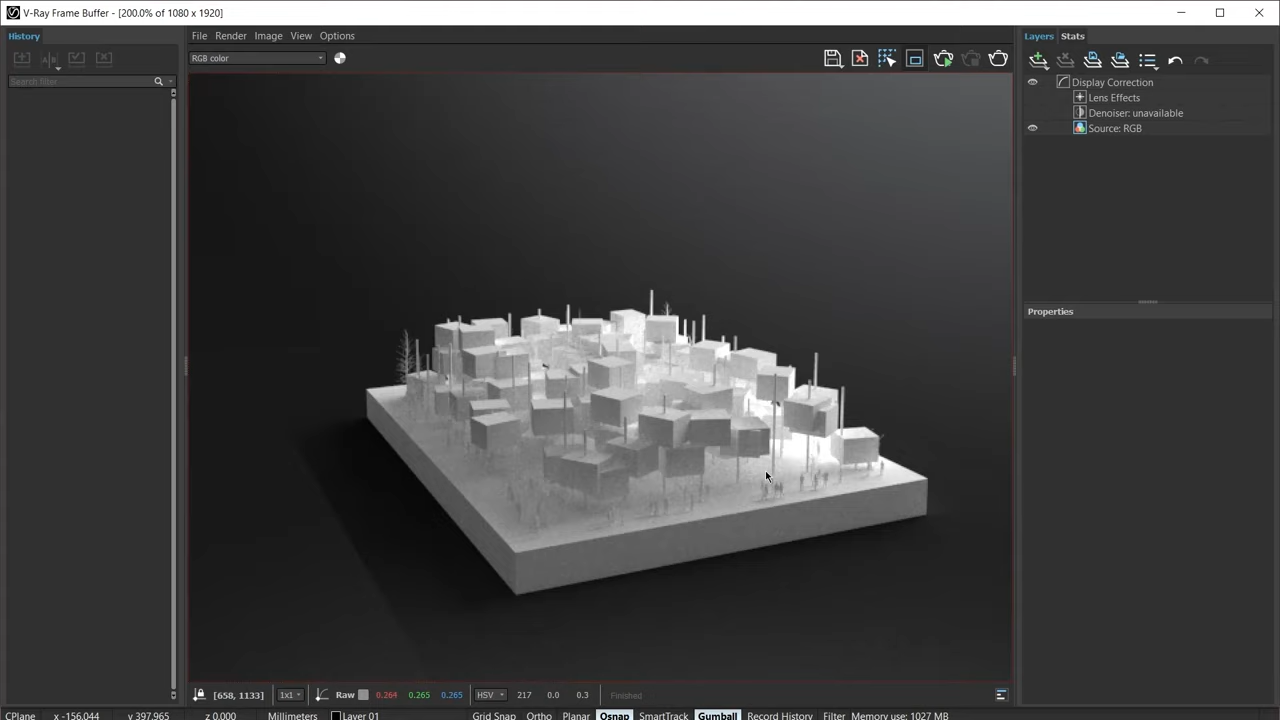 V-Ray Frame Buffer - [200.0% of 1080 x 1920]
History
File Render Image View Options
Layers Stats
RGB color
Search filter
Display Correction
Lens Effects
Denoiser: unavailable
Source: RGB
Properties
[658, 1133] 1x1 Raw 0.264 0.265 0.265 HSV 217 0.0 0.3 Finished
CPlane x -156.044 y 397.965 z 0.000 Millimeters Layer 01 Grid Snap Ortho Planar Osnap SmartTrack Gumball Record History Filter Memory use: 1027 MB